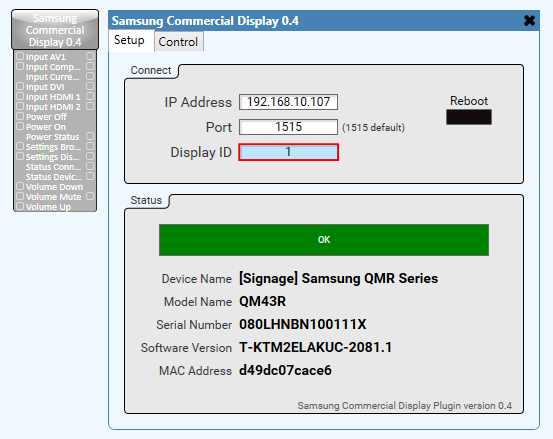 Samsung
Commercial
Display 0.4
Input AV1
Input Comp...
Input Curre...
Input DVI
Input HDMI 1
Input HDMI 2
Power Off
Power On
Power Status
Settings Bro...
Settings Dis...
Status Conn...
Status Devic...
Volume Down
Volume Mute
Volume Up
Samsung Commercial Display 0.4
Setup Control
Connect
IP Address 192.168.10.107 Reboot
Port 1515 (1515 default)
Display ID 1
Status
OK
Device Name [Signage] Samsung QMR Series
Model Name QM43R
Serial Number 080LHNBN100111X
Software Version T-KTM2ELAKUC-2081.1
MAC Address d49dc07cace6
Samsung Commercial Display Plugin version 0.4